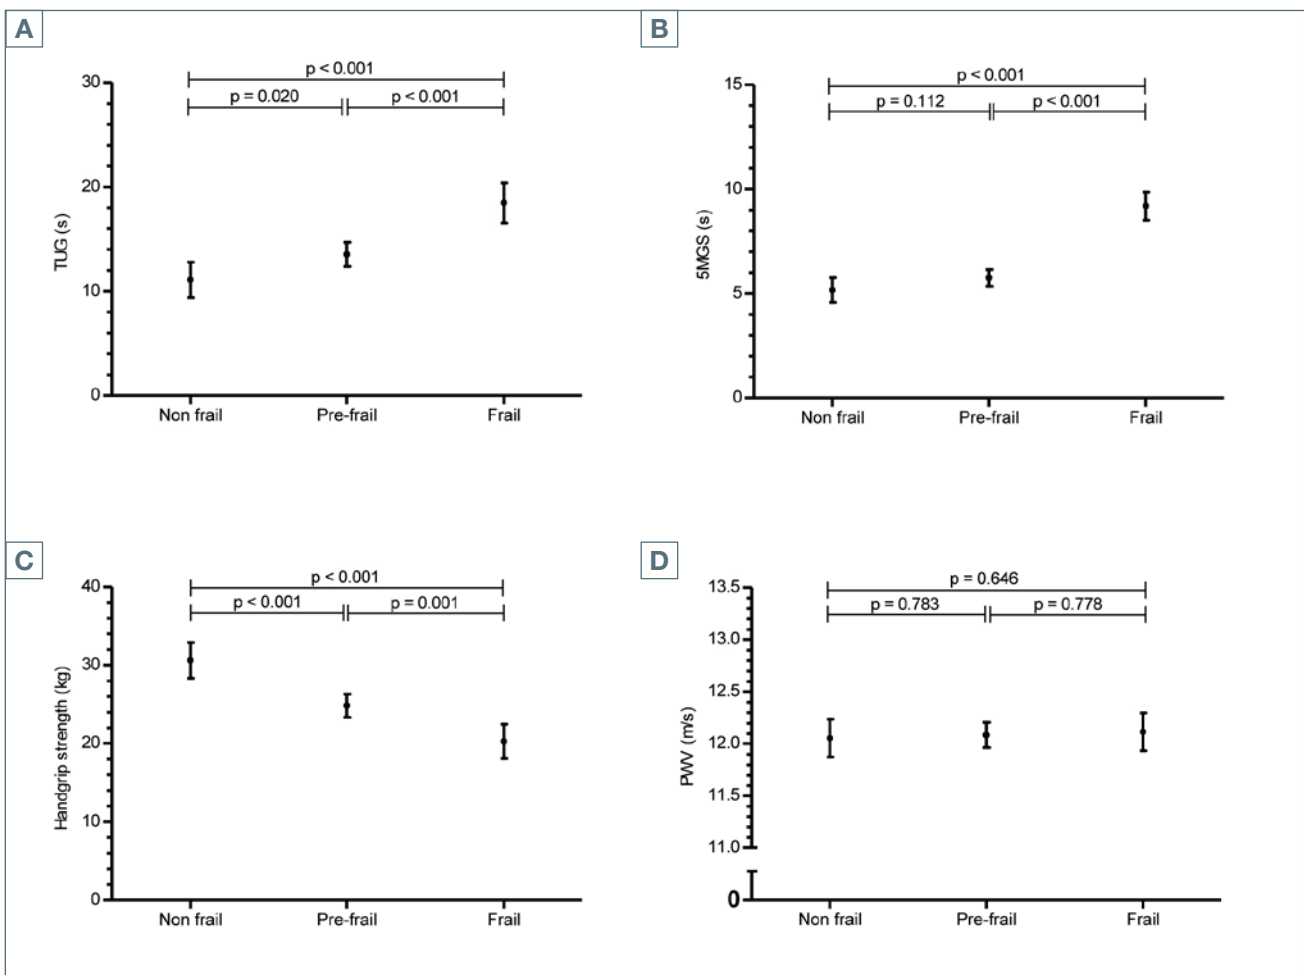 A
p < 0.001
p = 0.020
p < 0.001
30
20
10
0
TUG (s)
Non frail
Pre-frail
Frail
B
p < 0.001
p = 0.112
p < 0.001
15
10
5
0
5MGS (s)
Non frail
Pre-frail
Frail
C
p < 0.001
p < 0.001
p = 0.001
40
30
20
10
0
Handgrip strength (kg)
Non frail
Pre-frail
Frail
D
p = 0.646
p = 0.783
p = 0.778
13.5
13.0
12.5
12.0
11.5
11.0
0
PWV (m/s)
Non frail
Pre-frail
Frail